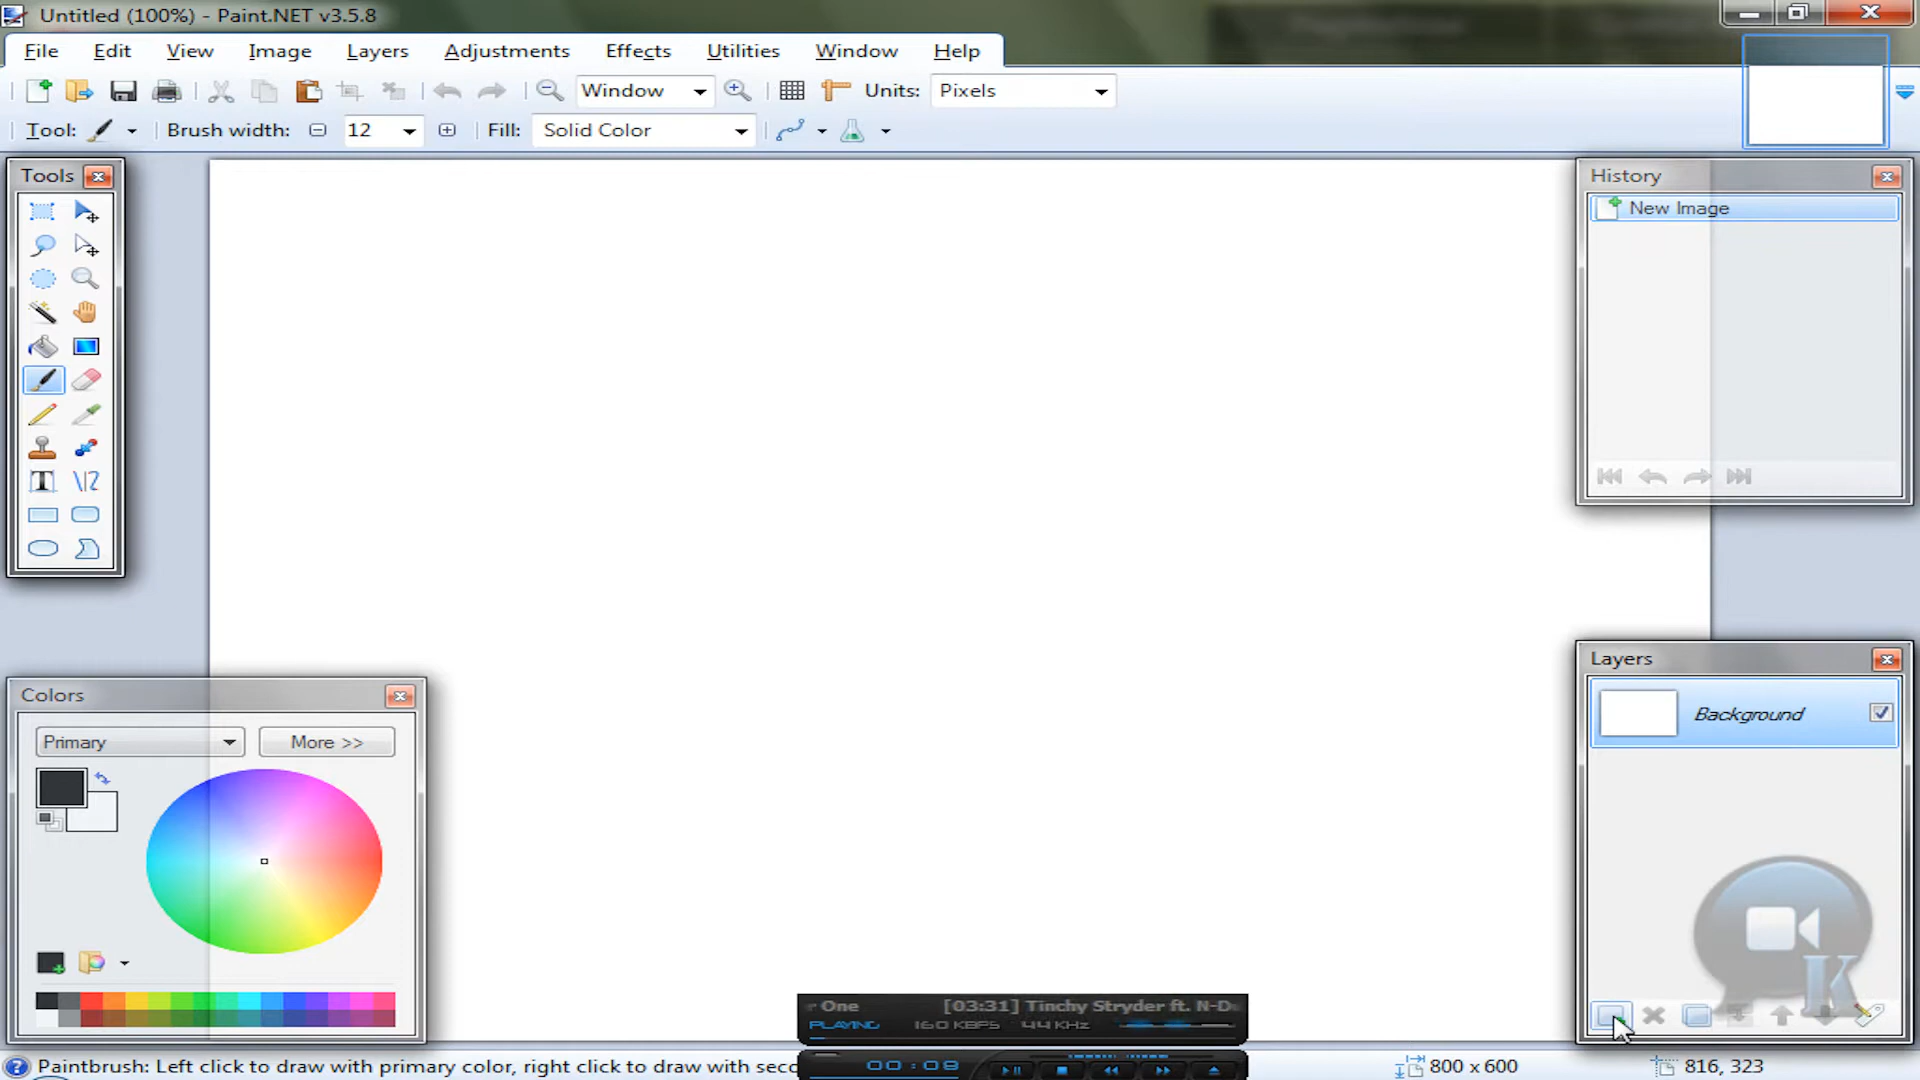 Untitled (100%) - Paint.NET v3.5.8
File Edit View Image Layers Adjustments Effects Utilities Window Help
Window Units: Pixels
Tool: Brush width: 12 Fill: Solid Color
Tools
History
New Image
Layers
Background
Colors
Primary More >>
K
One [03:31] Tinchy Stryder ft. N-D
PLAYING 160 KBPS 44 KHz
00:08
Paintbrush: Left click to draw with primary color, right click to draw with seco
800 x 600 816, 323